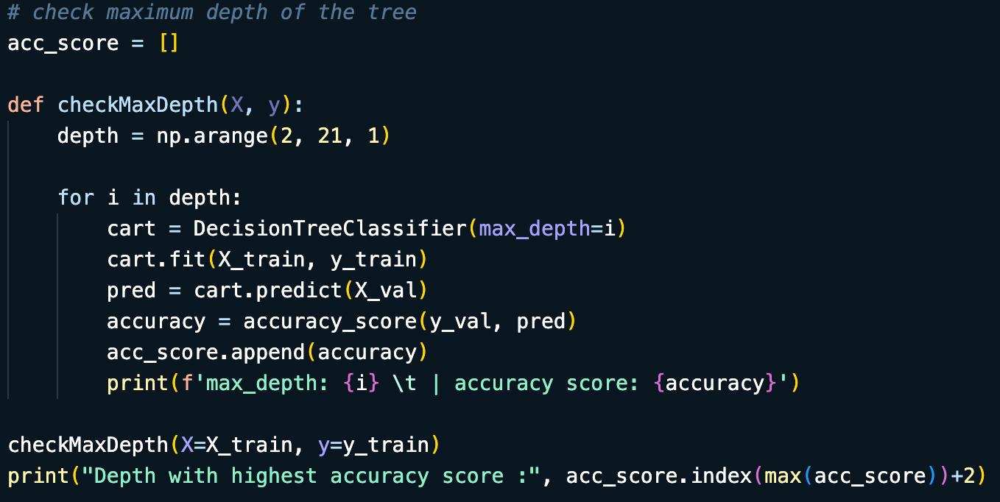 # check maximum depth of the tree
acc_score = []
def checkMaxDepth(X, y):
    depth = np.arange(2, 21, 1)
    for i in depth:
        cart = DecisionTreeClassifier(max_depth=i)
        cart.fit(X_train, y_train)
        pred = cart.predict(X_val)
        accuracy = accuracy_score(y_val, pred)
        acc_score.append(accuracy)
        print(f'max_depth: {i} \t | accuracy score: {accuracy}')
checkMaxDepth(X=X_train, y=y_train)
print("Depth with highest accuracy score :", acc_score.index(max(acc_score))+2)